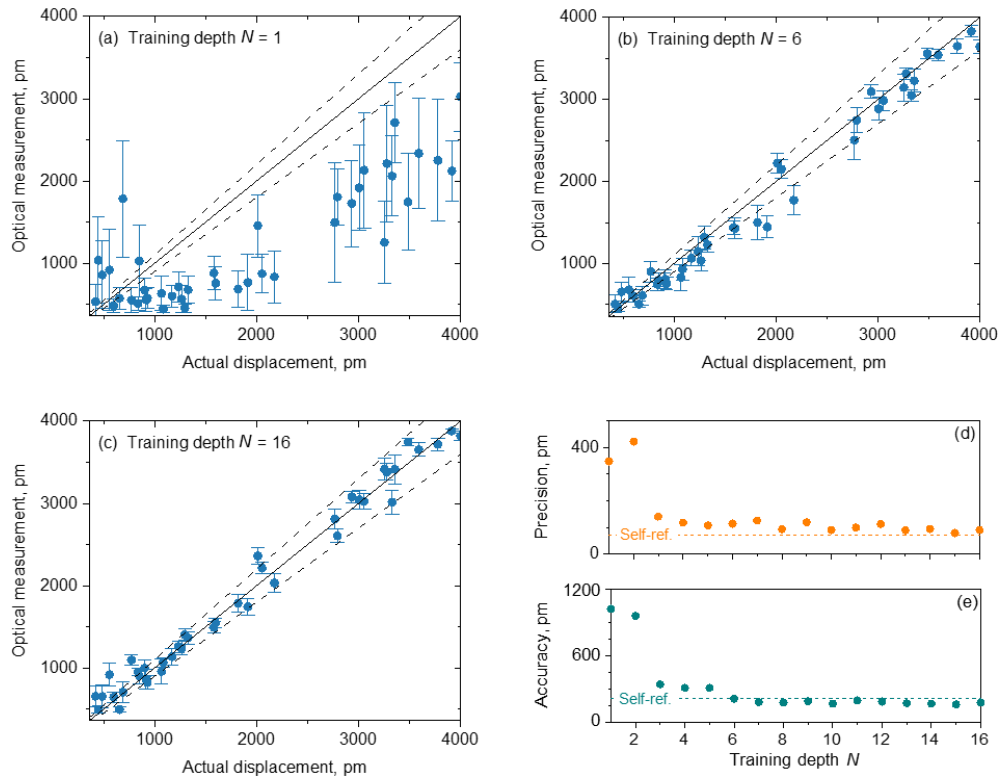 (a) Training depth N = 1
4000
3000
2000
1000
Optical measurement, pm
1000 2000 3000 4000
Actual displacement, pm
(b) Training depth N = 6
4000
3000
2000
1000
Optical measurement, pm
1000 2000 3000 4000
Actual displacement, pm
(c) Training depth N = 16
4000
3000
2000
1000
Optical measurement, pm
1000 2000 3000 4000
Actual displacement, pm
(d)
400
0
Precision, pm
Self-ref.
(e)
1200
600
0
Accuracy, pm
Self-ref.
2 4 6 8 10 12 14 16
Training depth N